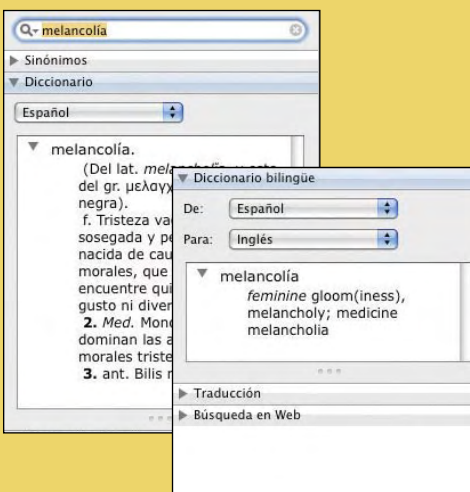 melancolía
Sinónimos
Diccionario
Español
melancolía.
(Del lat.
del gr.
negra).
f. Tristeza
sosegada y
nacida de
morales, que
encuentre
gusto ni
2. Med.
dominan las
morales
3. ant. Bilis
Diccionario bilingüe
De: Español
Para: Inglés
melancolía
feminine gloom(iness),
melancholy; medicine
melancholia
Traducción
Búsqueda en Web